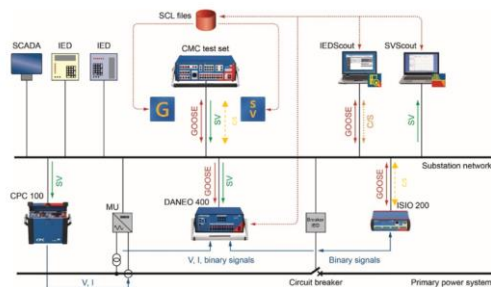 SCL files
SCADA
IED
IED
CMC test set
IEDScout
SVScout
G
S
V
GOOSE
SV
C/S
GOOSE
C/S
SV
Substation network
SV
CPC 100
MU
GOOSE
SV
DANEO 400
Breaker
IED
GOOSE
C/S
ISIO 200
V, I, binary signals
Binary signals
V, I
Circuit breaker
Primary power system